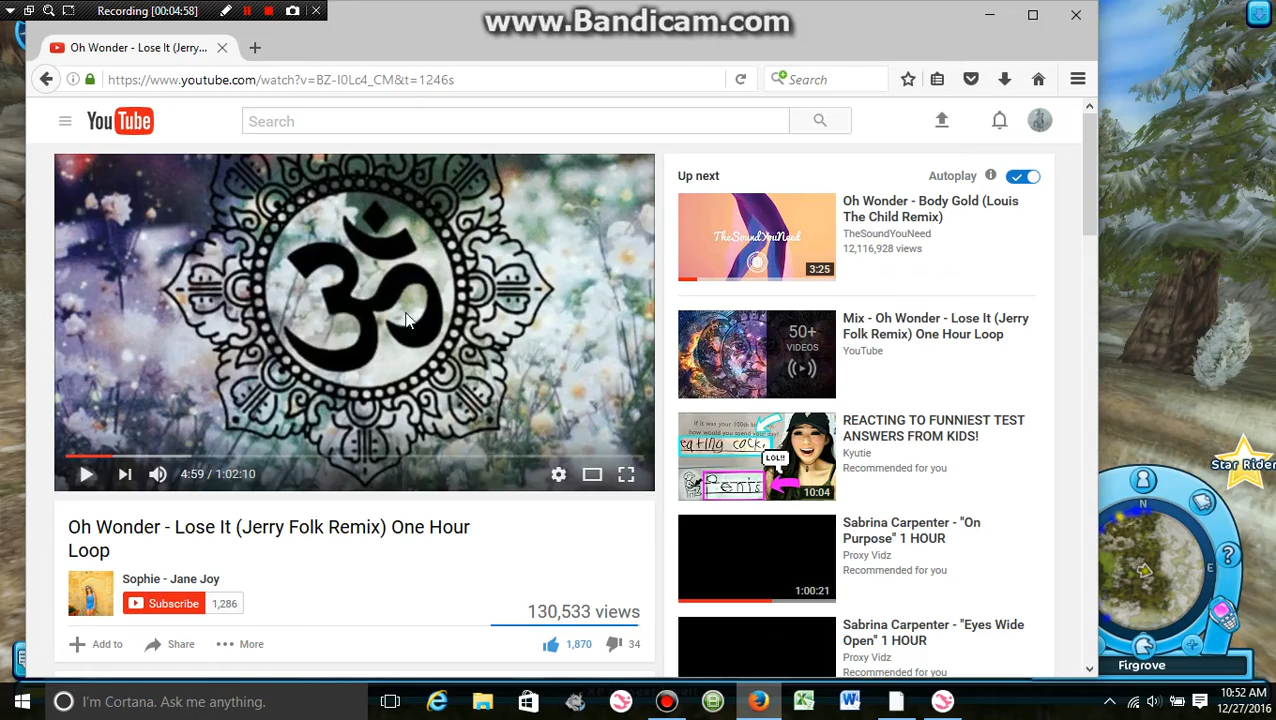 Recording [00:04:58]
www.Bandicam.com
Oh Wonder - Lose It (Jerry...
https://www.youtube.com/watch?v=BZ-I0Lc4_CM&t=1246s
Search
YouTube
Search
Up next
Autoplay
Oh Wonder - Body Gold (Louis
The Child Remix)
TheSoundYouNeed
12,116,928 views
TheSoundYouNeed
3:25
Mix - Oh Wonder - Lose It (Jerry
Folk Remix) One Hour Loop
YouTube
50+
VIDEOS
REACTING TO FUNNIEST TEST
ANSWERS FROM KIDS!
Kyutie
Recommended for you
LOL!!
10:04
ॐ
4:59 / 1:02:10
Sabrina Carpenter - "On
Purpose" 1 HOUR
Proxy Vidz
Recommended for you
1:00:21
Sabrina Carpenter - "Eyes Wide
Open" 1 HOUR
Proxy Vidz
Recommended for you
Oh Wonder - Lose It (Jerry Folk Remix) One Hour
Loop
Sophie - Jane Joy
Subscribe 1,286
130,533 views
Add to Share More 1,870 34
Star Rider
N
E
Firgrove
I'm Cortana. Ask me anything.
10:52 AM
12/27/2016